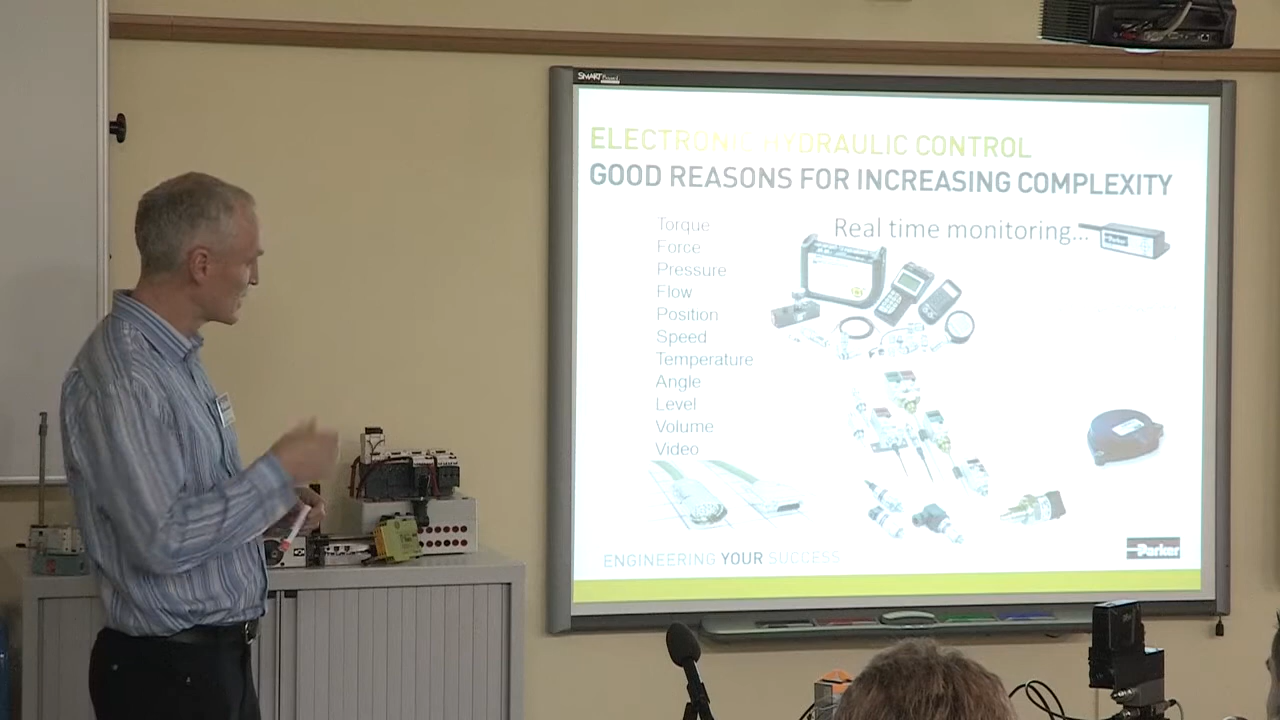 SMART Board
ELECTRONIC HYDRAULIC CONTROL
GOOD REASONS FOR INCREASING COMPLEXITY
Real time monitoring...
Torque
Force
Pressure
Flow
Position
Speed
Temperature
Angle
Level
Volume
Video
ENGINEERING YOUR SUCCESS
Parker